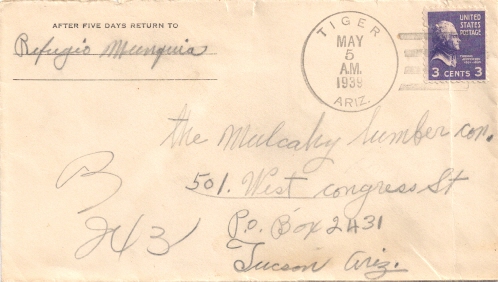 AFTER FIVE DAYS RETURN TO
Refugio Munguia
TIGER
MAY
5
A.M.
1939
ARIZ.
UNITED
STATES
POSTAGE
3 CENTS 3
the Mulcahy Lumber con.
501. West congress St
P.O. Box 2431
Tucson Ariz.
B
243